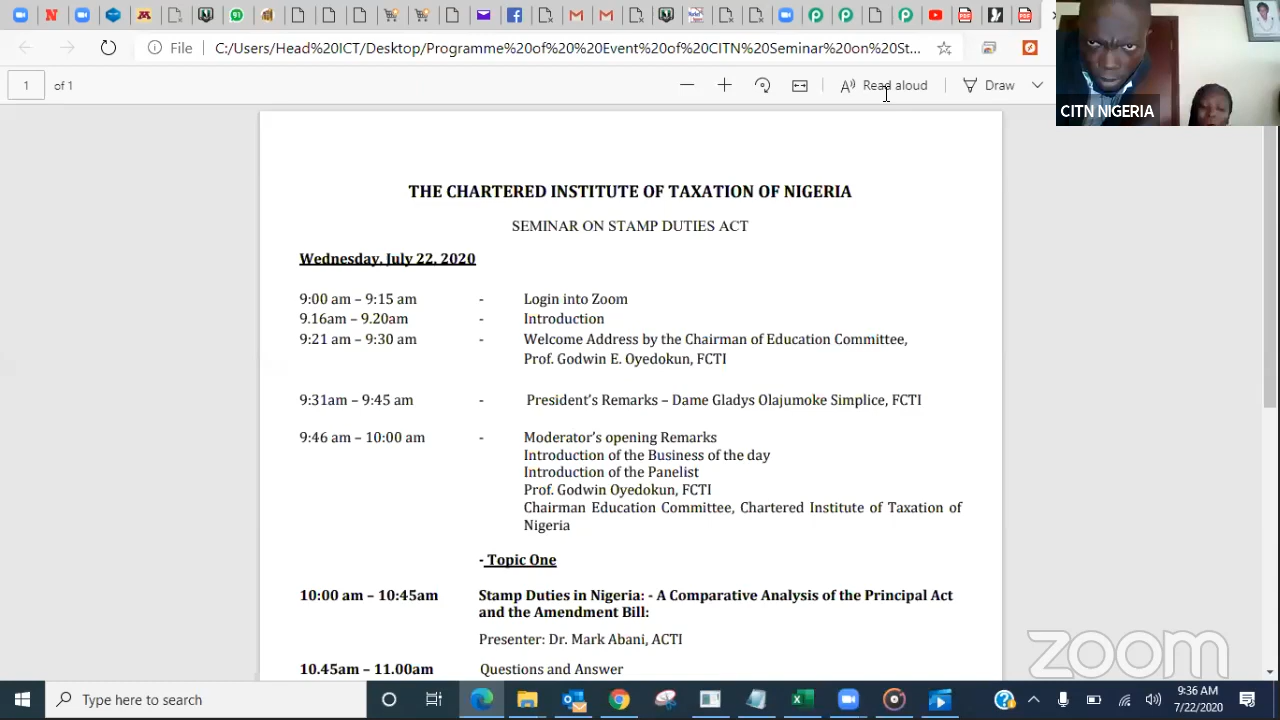 File
C:/Users/Head%20ICT/Desktop/Programme%20of%20%20Event%20of%20CITN%20Seminar%20on%20St...
1 of 1
Read aloud
Draw
CITN NIGERIA
THE CHARTERED INSTITUTE OF TAXATION OF NIGERIA
SEMINAR ON STAMP DUTIES ACT
Wednesday, July 22, 2020
9:00 am – 9:15 am - Login into Zoom
9.16am – 9.20am - Introduction
9:21 am – 9:30 am - Welcome Address by the Chairman of Education Committee,
Prof. Godwin E. Oyedokun, FCTI
9:31am – 9:45 am - President's Remarks – Dame Gladys Olajumoke Simplice, FCTI
9:46 am – 10:00 am - Moderator's opening Remarks
Introduction of the Business of the day
Introduction of the Panelist
Prof. Godwin Oyedokun, FCTI
Chairman Education Committee, Chartered Institute of Taxation of
Nigeria
- Topic One
10:00 am – 10:45am Stamp Duties in Nigeria: - A Comparative Analysis of the Principal Act
and the Amendment Bill:
Presenter: Dr. Mark Abani, ACTI
10.45am – 11.00am Questions and Answer
zoom
Type here to search
9:36 AM
7/22/2020